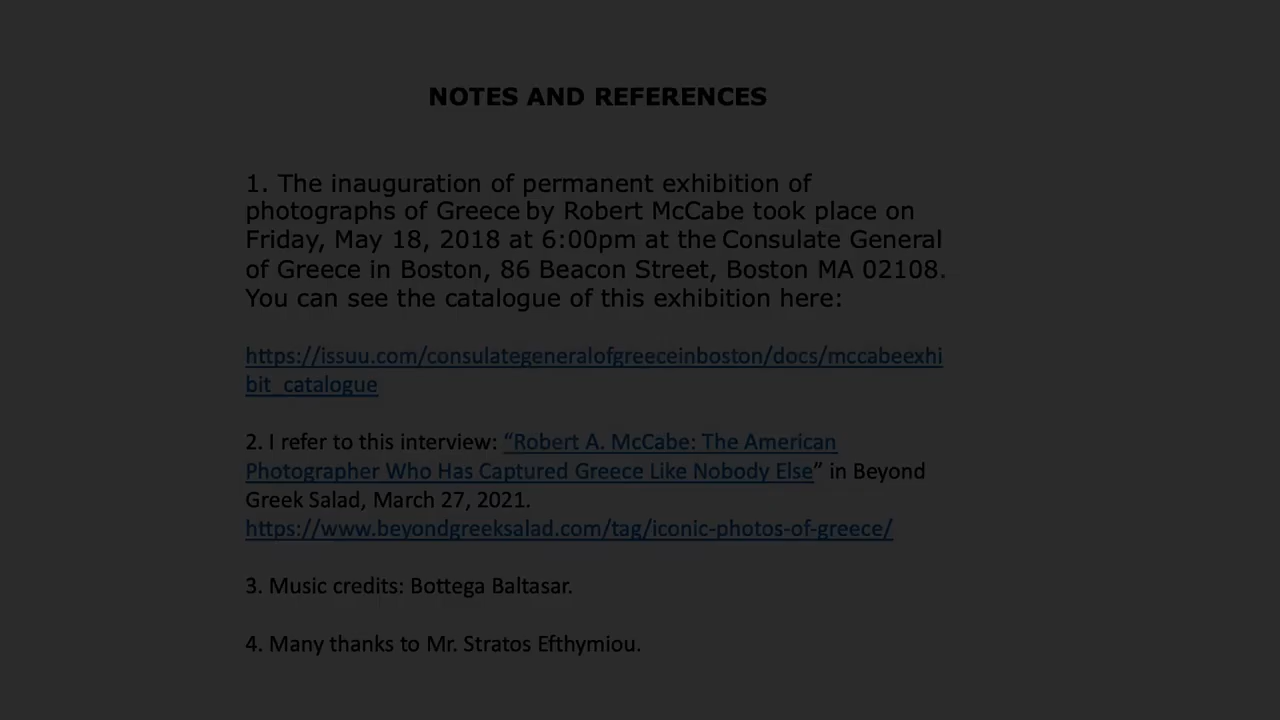 NOTES AND REFERENCES
1. The inauguration of permanent exhibition of
photographs of Greece by Robert McCabe took place on
Friday, May 18, 2018 at 6:00pm at the Consulate General
of Greece in Boston, 86 Beacon Street, Boston MA 02108.
You can see the catalogue of this exhibition here:
https://issuu.com/consulategeneralofgreeceinboston/docs/mccabeexhi
bit_catalogue
2. I refer to this interview: “Robert A. McCabe: The American
Photographer Who Has Captured Greece Like Nobody Else” in Beyond
Greek Salad, March 27, 2021.
https://www.beyondgreeksalad.com/tag/iconic-photos-of-greece/
3. Music credits: Bottega Baltasar.
4. Many thanks to Mr. Stratos Efthymiou.